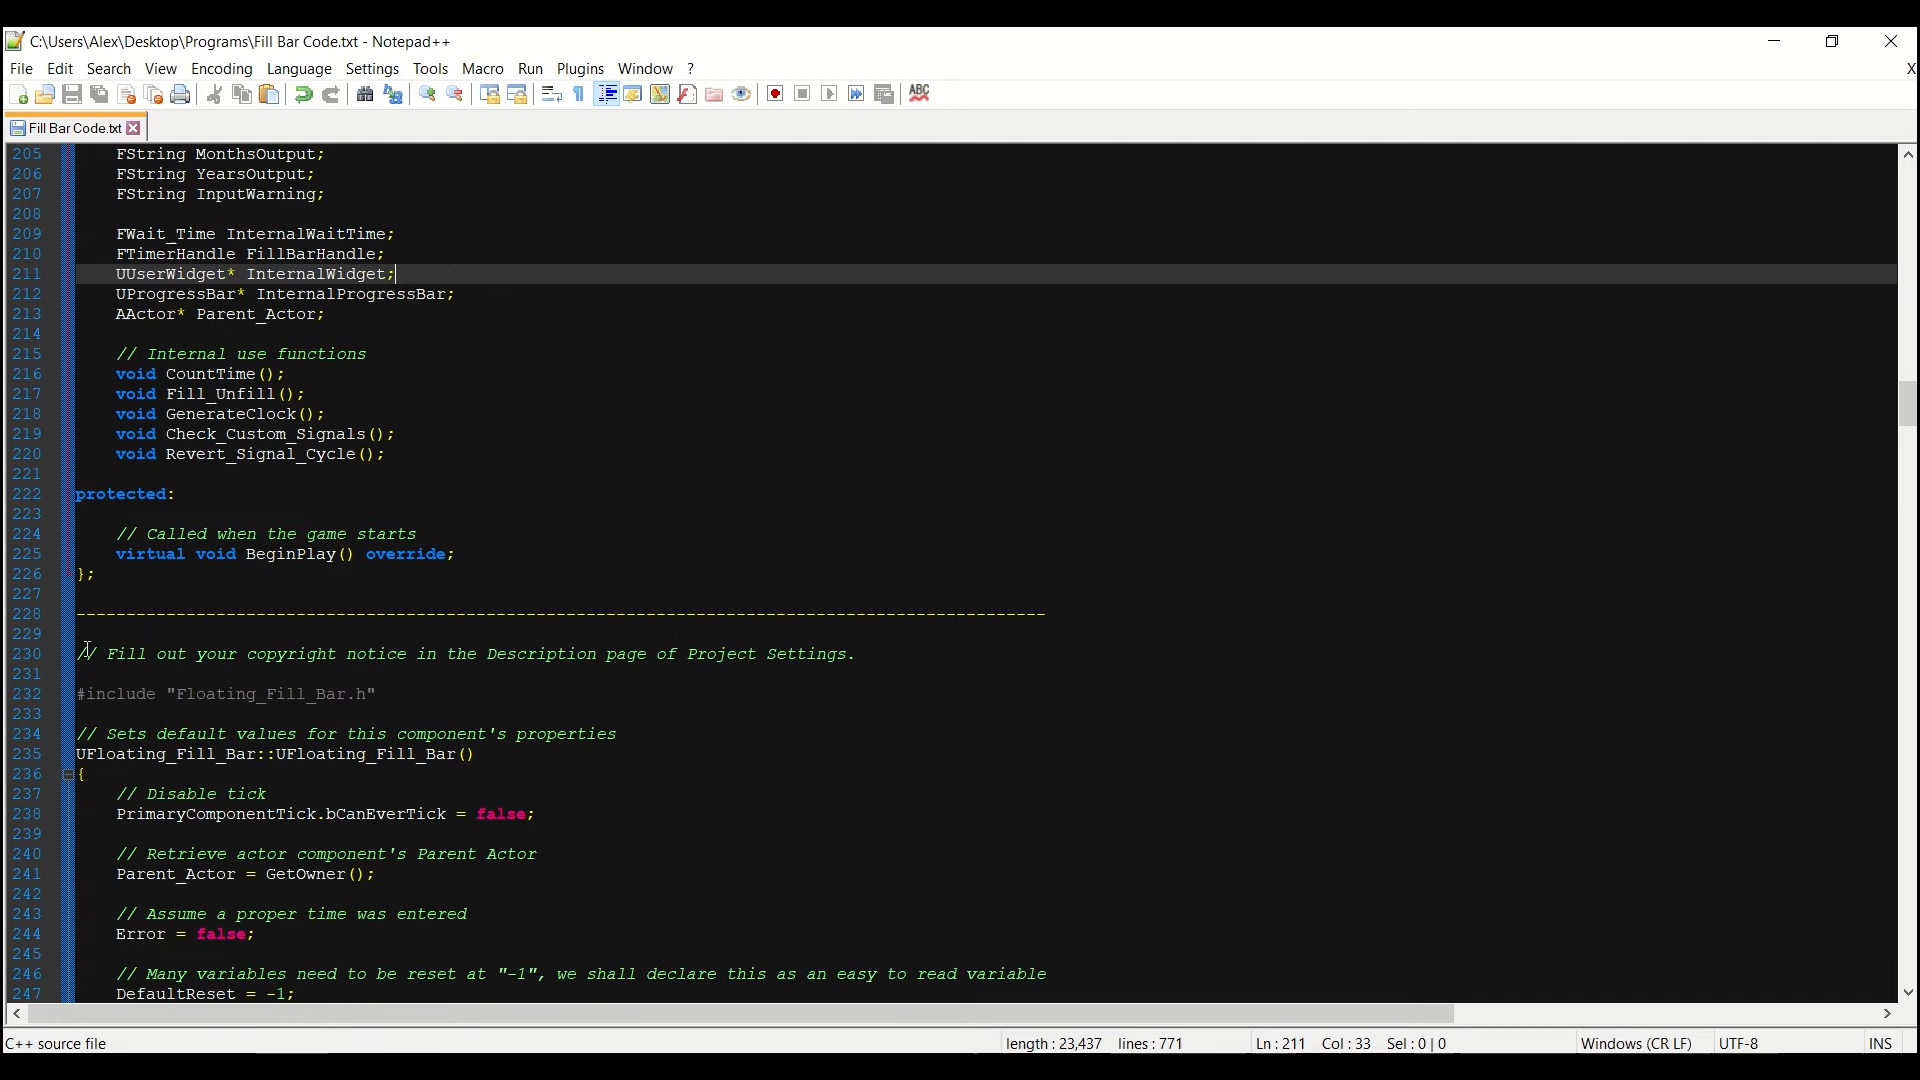 C:\Users\Alex\Desktop\Programs\Fill Bar Code.txt - Notepad++
File Edit Search View Encoding Language Settings Tools Macro Run Plugins Window ? X
ABC
Fill Bar Code.txt
205 FString MonthsOutput;
206 FString YearsOutput;
207 FString InputWarning;
208
209 FWait_Time InternalWaitTime;
210 FTimerHandle FillBarHandle;
211 UUserWidget* InternalWidget;
212 UProgressBar* InternalProgressBar;
213 AActor* Parent_Actor;
214
215 // Internal use functions
216 void CountTime();
217 void Fill_Unfill();
218 void GenerateClock();
219 void Check_Custom_Signals();
220 void Revert_Signal_Cycle();
221
222 protected:
223
224 // Called when the game starts
225 virtual void BeginPlay() override;
226 };
227
228 -------------------------------------------------------------------------------------------------
229
230 // Fill out your copyright notice in the Description page of Project Settings.
231
232 #include "Floating_Fill_Bar.h"
233
234 // Sets default values for this component's properties
235 UFloating_Fill_Bar::UFloating_Fill_Bar()
236 {
237 // Disable tick
238 PrimaryComponentTick.bCanEverTick = false;
239
240 // Retrieve actor component's Parent Actor
241 Parent_Actor = GetOwner();
242
243 // Assume a proper time was entered
244 Error = false;
245
246 // Many variables need to be reset at "-1", we shall declare this as an easy to read variable
247 DefaultReset = -1;
C++ source file length : 23,437 lines : 771 Ln : 211 Col : 33 Sel : 0 | 0 Windows (CR LF) UTF-8 INS